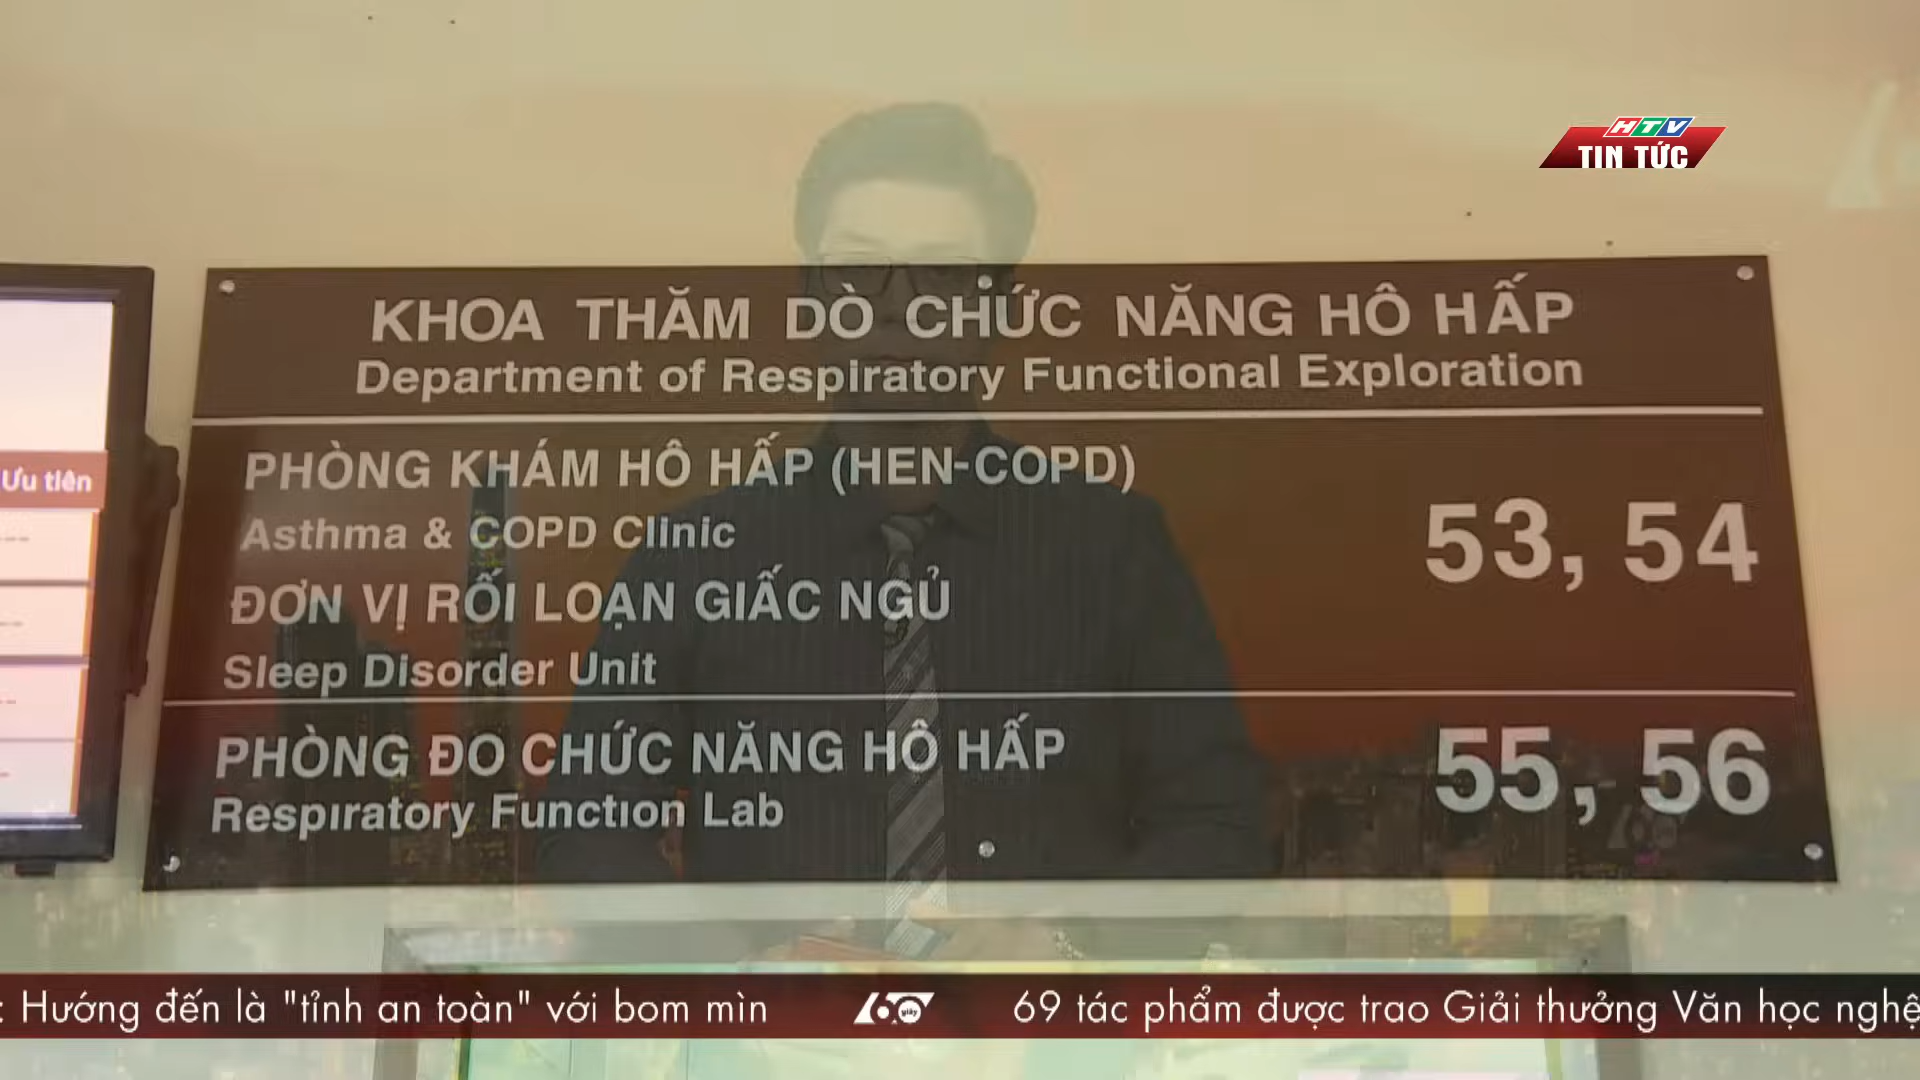 HTV
TIN TỨC
KHOA THĂM DÒ CHỨC NĂNG HÔ HẤP
Department of Respiratory Functional Exploration
PHÒNG KHÁM HÔ HẤP (HEN-COPD)
Asthma & COPD Clinic
53, 54
ĐƠN VỊ RỐI LOẠN GIẤC NGỦ
Sleep Disorder Unit
PHÒNG ĐO CHỨC NĂNG HÔ HẤP
Respiratory Function Lab
55, 56
Ưu tiên
: Hướng đến là "tỉnh an toàn" với bom mìn
60 giây
69 tác phẩm được trao Giải thưởng Văn học nghệ